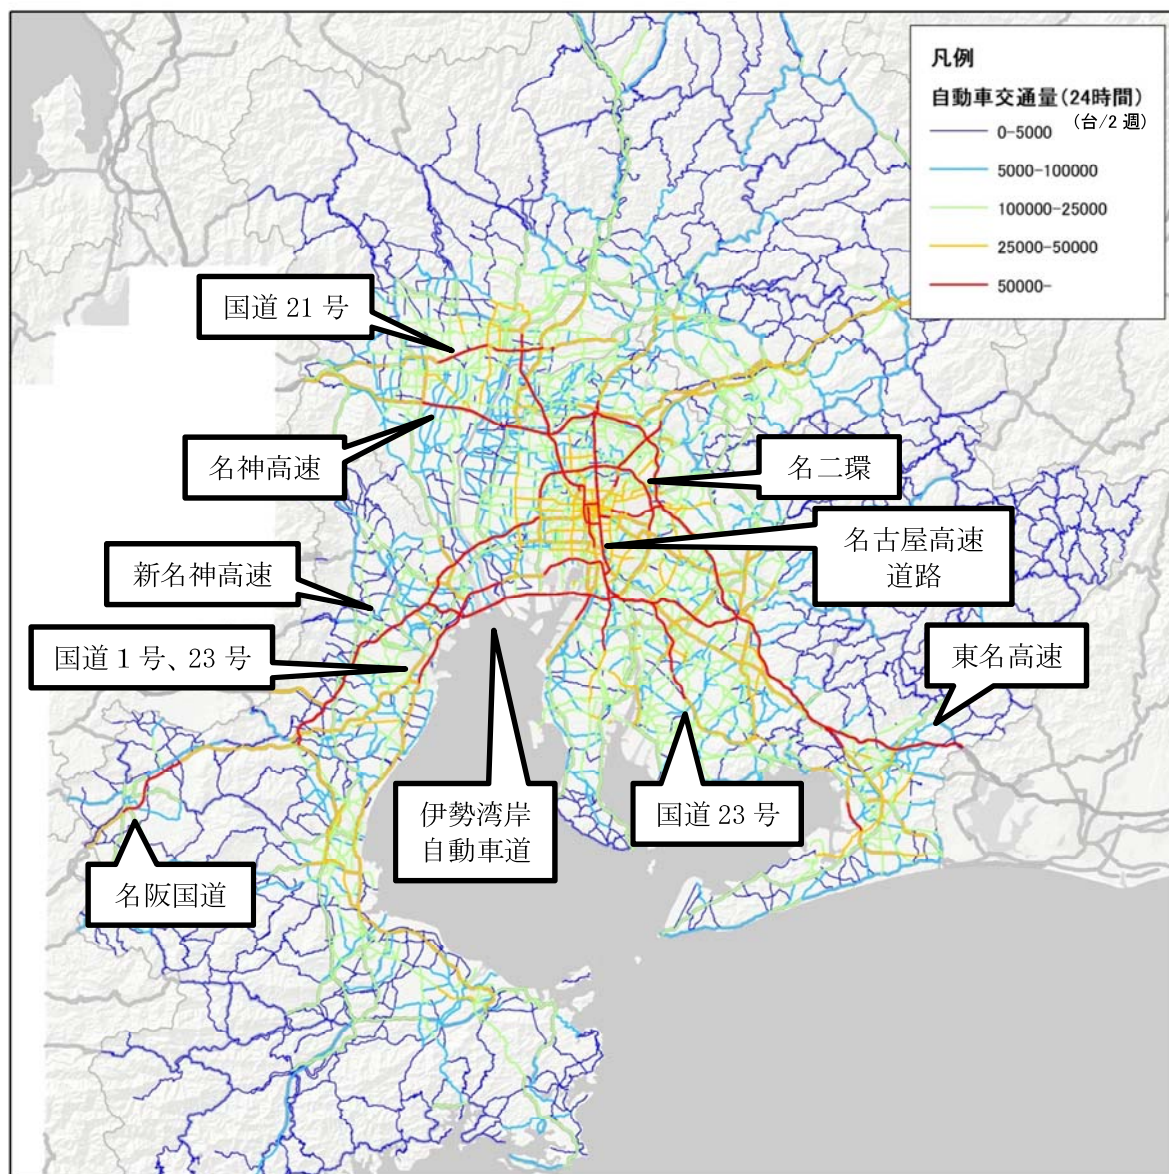 凡例
自動車交通量(24時間)
(台/2 週)
0-5000
5000-100000
100000-25000
25000-50000
50000-
国道 21 号
名神高速
名二環
名古屋高速
道路
新名神高速
国道 1 号、23 号
東名高速
伊勢湾岸
自動車道
国道 23 号
名阪国道